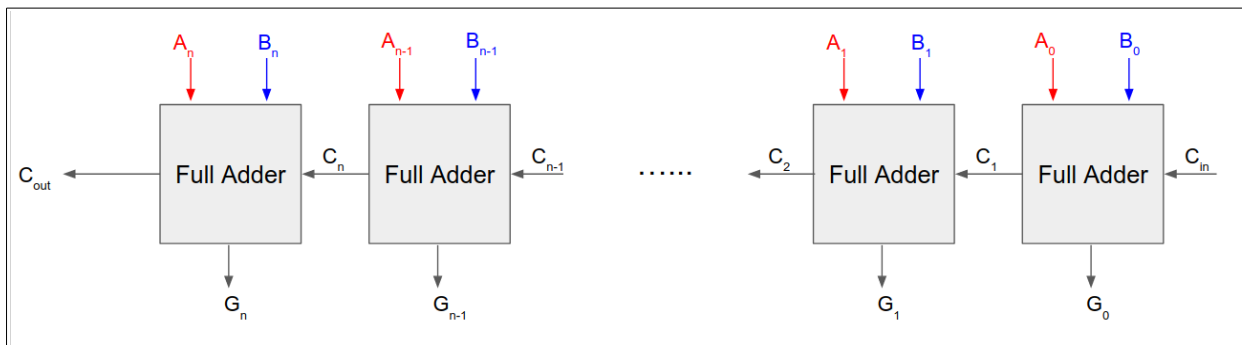 Aₙ Bₙ Aₙ₋₁ Bₙ₋₁ A₁ B₁ A₀ B₀
Cₒᵤₜ Full Adder Cₙ Full Adder Cₙ₋₁ ...... C₂ Full Adder C₁ Full Adder Cᵢₙ
Gₙ Gₙ₋₁ G₁ G₀